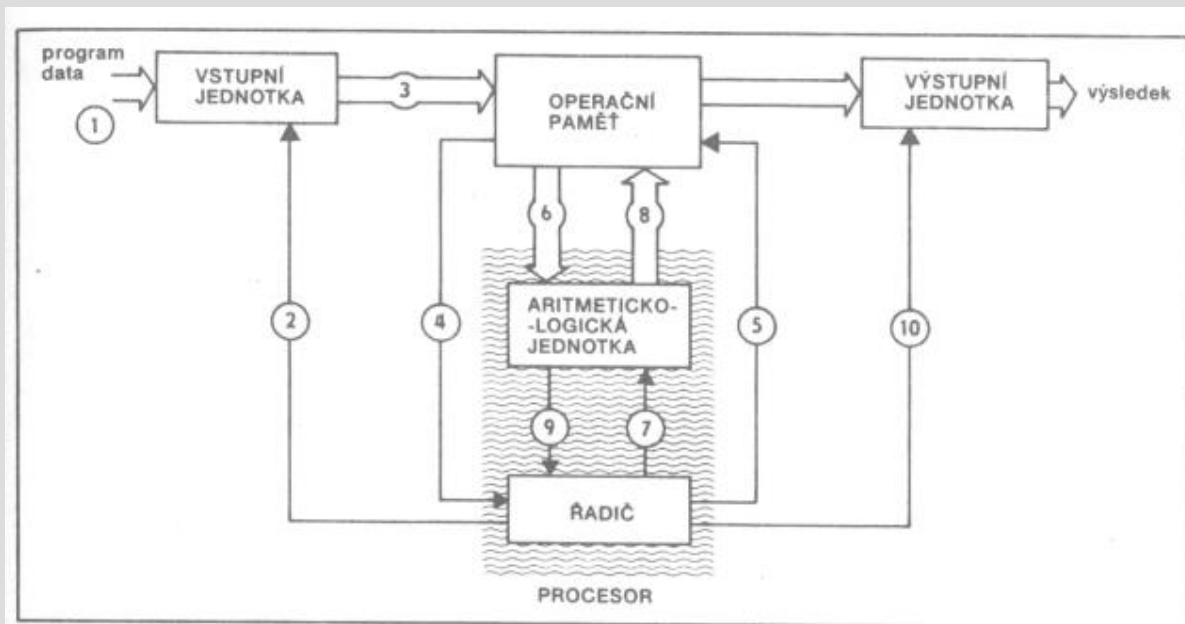 program
data
1
VSTUPNÍ
JEDNOTKA
3
OPERAČNÍ
PAMĚŤ
VÝSTUPNÍ
JEDNOTKA
výsledek
6
8
2
4
ARITMETICKO-
-LOGICKÁ
JEDNOTKA
5
10
9
7
ŘADIČ
PROCESOR